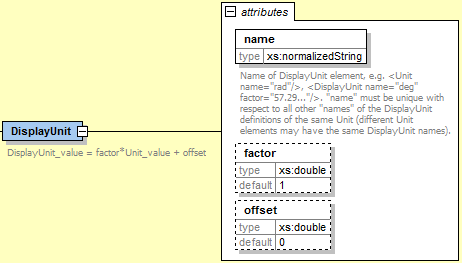 attributes
name
type xs:normalizedString
Name of DisplayUnit element, e.g. <Unit
name="rad"/>, <DisplayUnit name="deg"
factor="57.29..."/>, "name" must be unique with
respect to all other "names of the DisplayUnit
definitions of the same Unit (different Unit
elements may have the same DisplayUnit names).
DisplayUnit
DisplayUnit_value = factor*Unit_value + offset
factor
type xs:double
default 1
offset
type xs:double
default 0